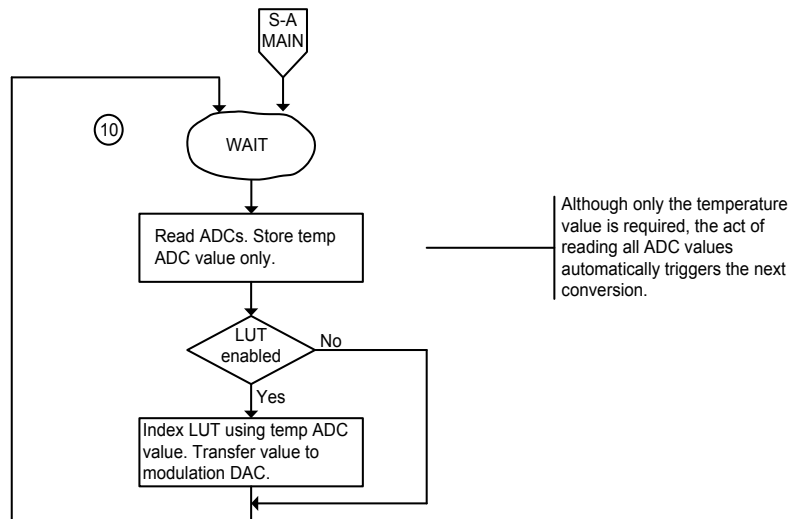 S-A
MAIN
10
WAIT
Read ADCs. Store temp
ADC value only.
Although only the temperature
value is required, the act of
reading all ADC values
automatically triggers the next
conversion.
LUT
enabled
No
Yes
Index LUT using temp ADC
value. Transfer value to
modulation DAC.